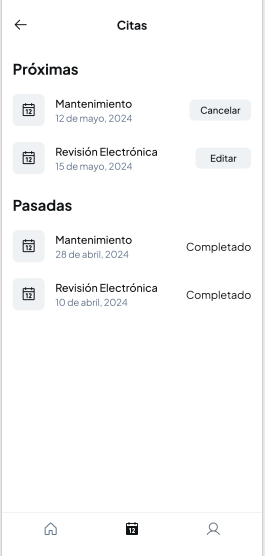 Citas
Próximas
Mantenimiento
12 de mayo, 2024
Cancelar
Revisión Electrónica
15 de mayo, 2024
Editar
Pasadas
Mantenimiento
28 de abril, 2024
Completado
Revisión Electrónica
10 de abril, 2024
Completado